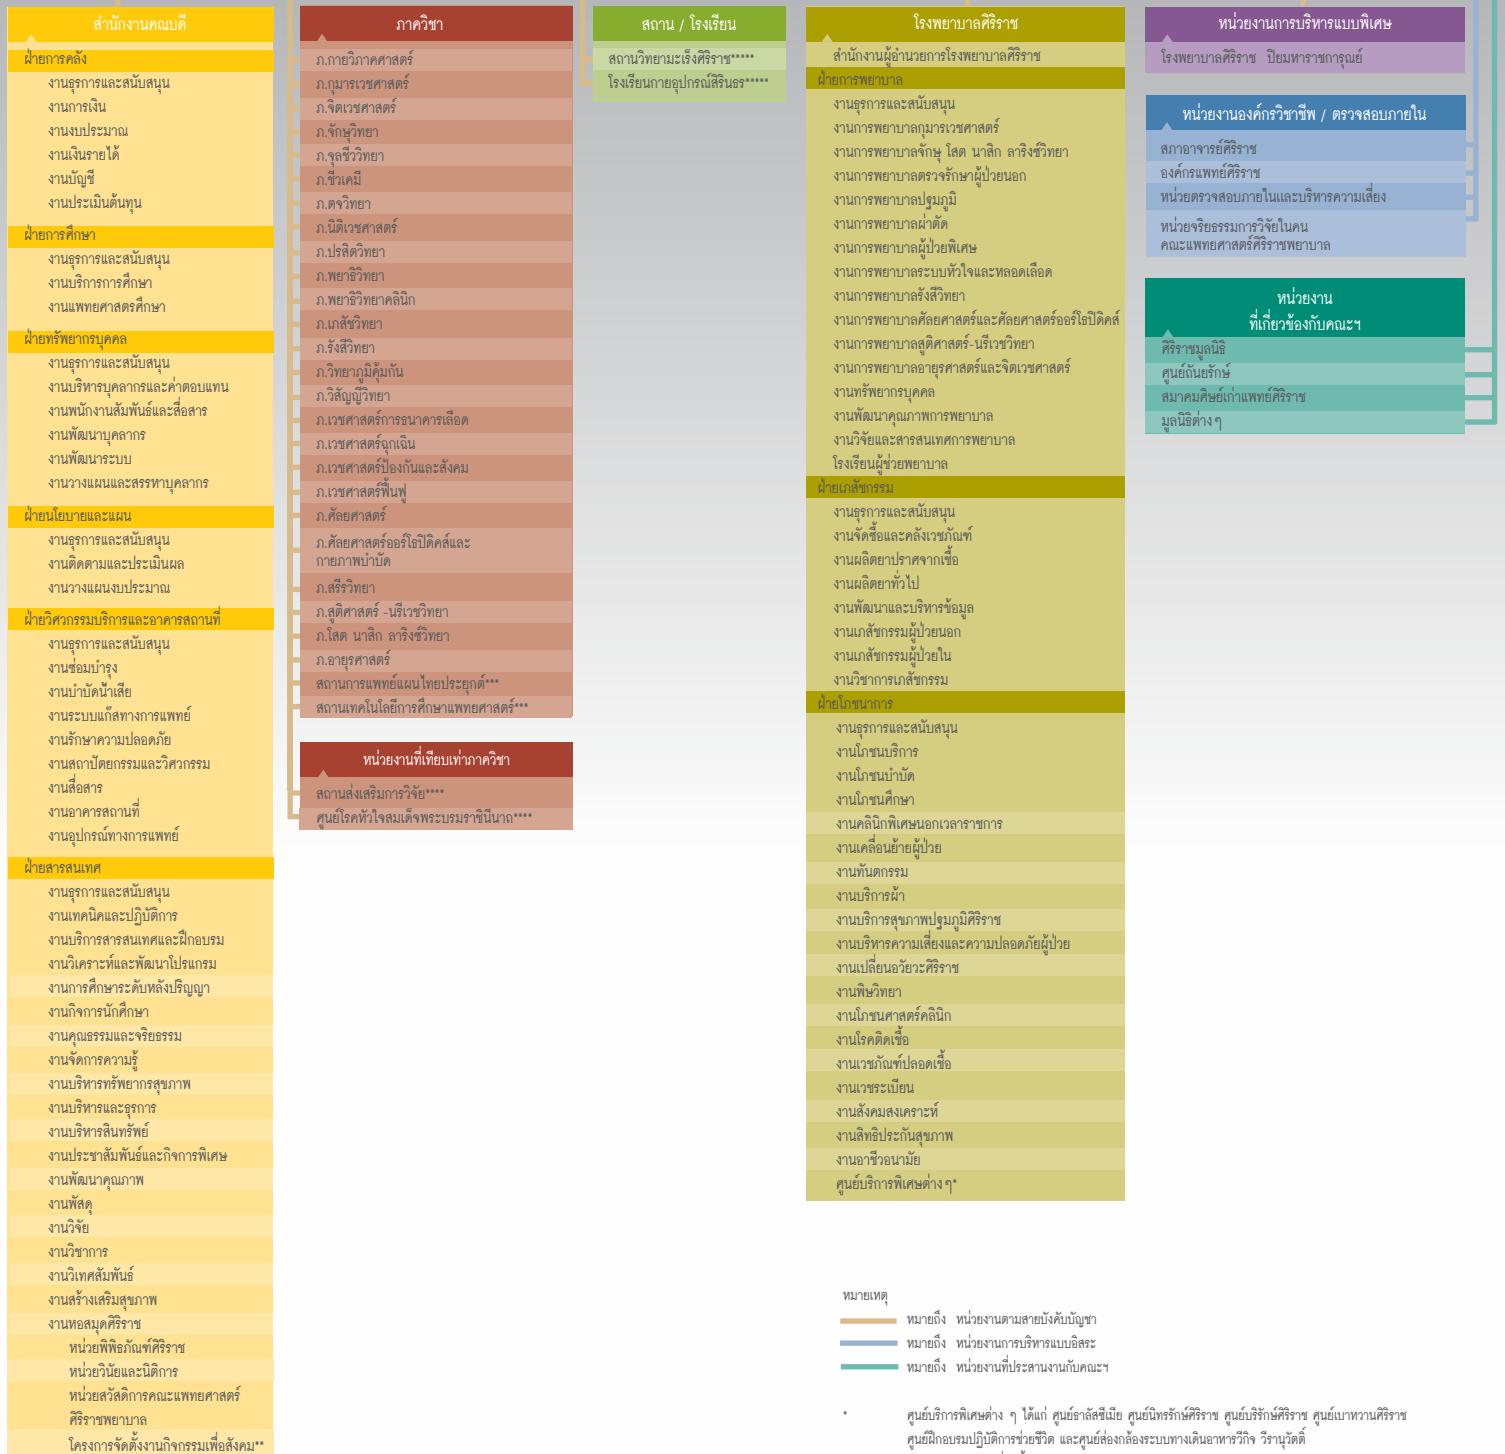 สำนักงานคณบดี
ฝ่ายการคลัง
งานธุรการและสนับสนุน
งานการเงิน
งานงบประมาณ
งานเงินรายได้
งานบัญชี
งานประเมินต้นทุน
ฝ่ายการศึกษา
งานธุรการและสนับสนุน
งานบริการการศึกษา
งานแพทยศาสตรศึกษา
ฝ่ายทรัพยากรบุคคล
งานธุรการและสนับสนุน
งานบริหารบุคลากรและค่าตอบแทน
งานพนักงานสัมพันธ์และสื่อสาร
งานพัฒนาบุคลากร
งานพัฒนาระบบ
งานวางแผนและสรรหาบุคลากร
ฝ่ายนโยบายและแผน
งานธุรการและสนับสนุน
งานติดตามและประเมินผล
งานวางแผนงบประมาณ
ฝ่ายวิศวกรรมบริการและอาคารสถานที่
งานธุรการและสนับสนุน
งานซ่อมบำรุง
งานบำบัดน้ำเสีย
งานระบบแก๊สทางการแพทย์
งานรักษาความปลอดภัย
งานสถาปัตยกรรมและวิศวกรรม
งานสื่อสาร
งานอาคารสถานที่
งานอุปกรณ์ทางการแพทย์
ฝ่ายสารสนเทศ
งานธุรการและสนับสนุน
งานเทคนิคและปฏิบัติการ
งานบริการสารสนเทศและฝึกอบรม
งานวิเคราะห์และพัฒนาโปรแกรม
งานการศึกษาระดับหลังปริญญา
งานกิจการนักศึกษา
งานคุณธรรมและจริยธรรม
งานจัดการความรู้
งานบริหารทรัพยากรสุขภาพ
งานบริหารและธุรการ
งานบริหารสินทรัพย์
งานประชาสัมพันธ์และกิจการพิเศษ
งานพัฒนาคุณภาพ
งานพัสดุ
งานวิจัย
งานวิชาการ
งานวิเทศสัมพันธ์
งานสร้างเสริมสุขภาพ
งานหอสมุดศิริราช
หน่วยพิพิธภัณฑ์ศิริราช
หน่วยวินัยและนิติการ
หน่วยสวัสดิการคณะแพทยศาสตร์
ศิริราชพยาบาล
โครงการจัดตั้งงานกิจกรรมเพื่อสังคม**
ภาควิชา
ภ.กายวิภาคศาสตร์
ภ.กุมารเวชศาสตร์
ภ.จิตเวชศาสตร์
ภ.จักษุวิทยา
ภ.จุลชีววิทยา
ภ.ชีวเคมี
ภ.ตจวิทยา
ภ.นิติเวชศาสตร์
ภ.ปรสิตวิทยา
ภ.พยาธิวิทยา
ภ.พยาธิวิทยาคลินิก
ภ.เภสัชวิทยา
ภ.รังสีวิทยา
ภ.วิทยาภูมิคุ้มกัน
ภ.วิสัญญีวิทยา
ภ.เวชศาสตร์การธนาคารเลือด
ภ.เวชศาสตร์ฉุกเฉิน
ภ.เวชศาสตร์ป้องกันและสังคม
ภ.เวชศาสตร์ฟื้นฟู
ภ.ศัลยศาสตร์
ภ.ศัลยศาสตร์ออร์โธปิดิคส์และ
กายภาพบำบัด
ภ.สรีรวิทยา
ภ.สูติศาสตร์ -นรีเวชวิทยา
ภ.โสต นาสิก ลาริงซ์วิทยา
ภ.อายุรศาสตร์
สถานการแพทย์แผนไทยประยุกต์***
สถานเทคโนโลยีการศึกษาแพทยศาสตร์***
หน่วยงานที่เทียบเท่าภาควิชา
สถานส่งเสริมการวิจัย****
ศูนย์โรคหัวใจสมเด็จพระบรมราชินีนาถ****
สถาน / โรงเรียน
สถานวิทยามะเร็งศิริราช*****
โรงเรียนกายอุปกรณ์สิรินธร*****
โรงพยาบาลศิริราช
สำนักงานผู้อำนวยการโรงพยาบาลศิริราช
ฝ่ายการพยาบาล
งานธุรการและสนับสนุน
งานการพยาบาลกุมารเวชศาสตร์
งานการพยาบาลจักษุ โสต นาสิก ลาริงซ์วิทยา
งานการพยาบาลตรวจรักษาผู้ป่วยนอก
งานการพยาบาลปฐมภูมิ
งานการพยาบาลผ่าตัด
งานการพยาบาลผู้ป่วยพิเศษ
งานการพยาบาลระบบหัวใจและหลอดเลือด
งานการพยาบาลรังสีวิทยา
งานการพยาบาลศัลยศาสตร์และศัลยศาสตร์ออร์โธปิดิคส์
งานการพยาบาลสูติศาสตร์-นรีเวชวิทยา
งานการพยาบาลอายุรศาสตร์และจิตเวชศาสตร์
งานทรัพยากรบุคคล
งานพัฒนาคุณภาพการพยาบาล
งานวิจัยและสารสนเทศการพยาบาล
โรงเรียนผู้ช่วยพยาบาล
ฝ่ายเภสัชกรรม
งานธุรการและสนับสนุน
งานจัดซื้อและคลังเวชภัณฑ์
งานผลิตยาปราศจากเชื้อ
งานผลิตยาทั่วไป
งานพัฒนาและบริหารข้อมูล
งานเภสัชกรรมผู้ป่วยนอก
งานเภสัชกรรมผู้ป่วยใน
งานวิชาการเภสัชกรรม
ฝ่ายโภชนาการ
งานธุรการและสนับสนุน
งานโภชนบริการ
งานโภชนบำบัด
งานโภชนศึกษา
งานคลินิกพิเศษนอกเวลาราชการ
งานเคลื่อนย้ายผู้ป่วย
งานทันตกรรม
งานบริการผ้า
งานบริการสุขภาพปฐมภูมิศิริราช
งานบริหารความเสี่ยงและความปลอดภัยผู้ป่วย
งานเปลี่ยนอวัยวะศิริราช
งานพิษวิทยา
งานโภชนศาสตร์คลินิก
งานโรคติดเชื้อ
งานเวชภัณฑ์ปลอดเชื้อ
งานเวชระเบียน
งานสังคมสงเคราะห์
งานสิทธิประกันสุขภาพ
งานอาชีวอนามัย
ศูนย์บริการพิเศษต่าง ๆ*
หน่วยงานการบริหารแบบพิเศษ
โรงพยาบาลศิริราช ปิยมหาราชการุณย์
หน่วยงานองค์กรวิชาชีพ / ตรวจสอบภายใน
สภาอาจารย์ศิริราช
องค์กรแพทย์ศิริราช
หน่วยตรวจสอบภายในและบริหารความเสี่ยง
หน่วยจริยธรรมการวิจัยในคน
คณะแพทยศาสตร์ศิริราชพยาบาล
หน่วยงาน
ที่เกี่ยวข้องกับคณะฯ
ศิริราชมูลนิธิ
ศูนย์ถันยรักษ์
สมาคมศิษย์เก่าแพทย์ศิริราช
มูลนิธิต่าง ๆ
หมายเหตุ
หมายถึง หน่วยงานตามสายบังคับบัญชา
หมายถึง หน่วยงานการบริหารแบบอิสระ
หมายถึง หน่วยงานที่ประสานงานกับคณะฯ
* ศูนย์บริการพิเศษต่าง ๆ ได้แก่ ศูนย์ธาลัสซีเมีย ศูนย์นิทรรักษ์ศิริราช ศูนย์บริรักษ์ศิริราช ศูนย์เบาหวานศิริราช
ศูนย์ฝึกอบรมปฏิบัติการช่วยชีวิต และศูนย์ส่องกล้องระบบทางเดินอาหารวีกิจ วีรานุวัตติ์